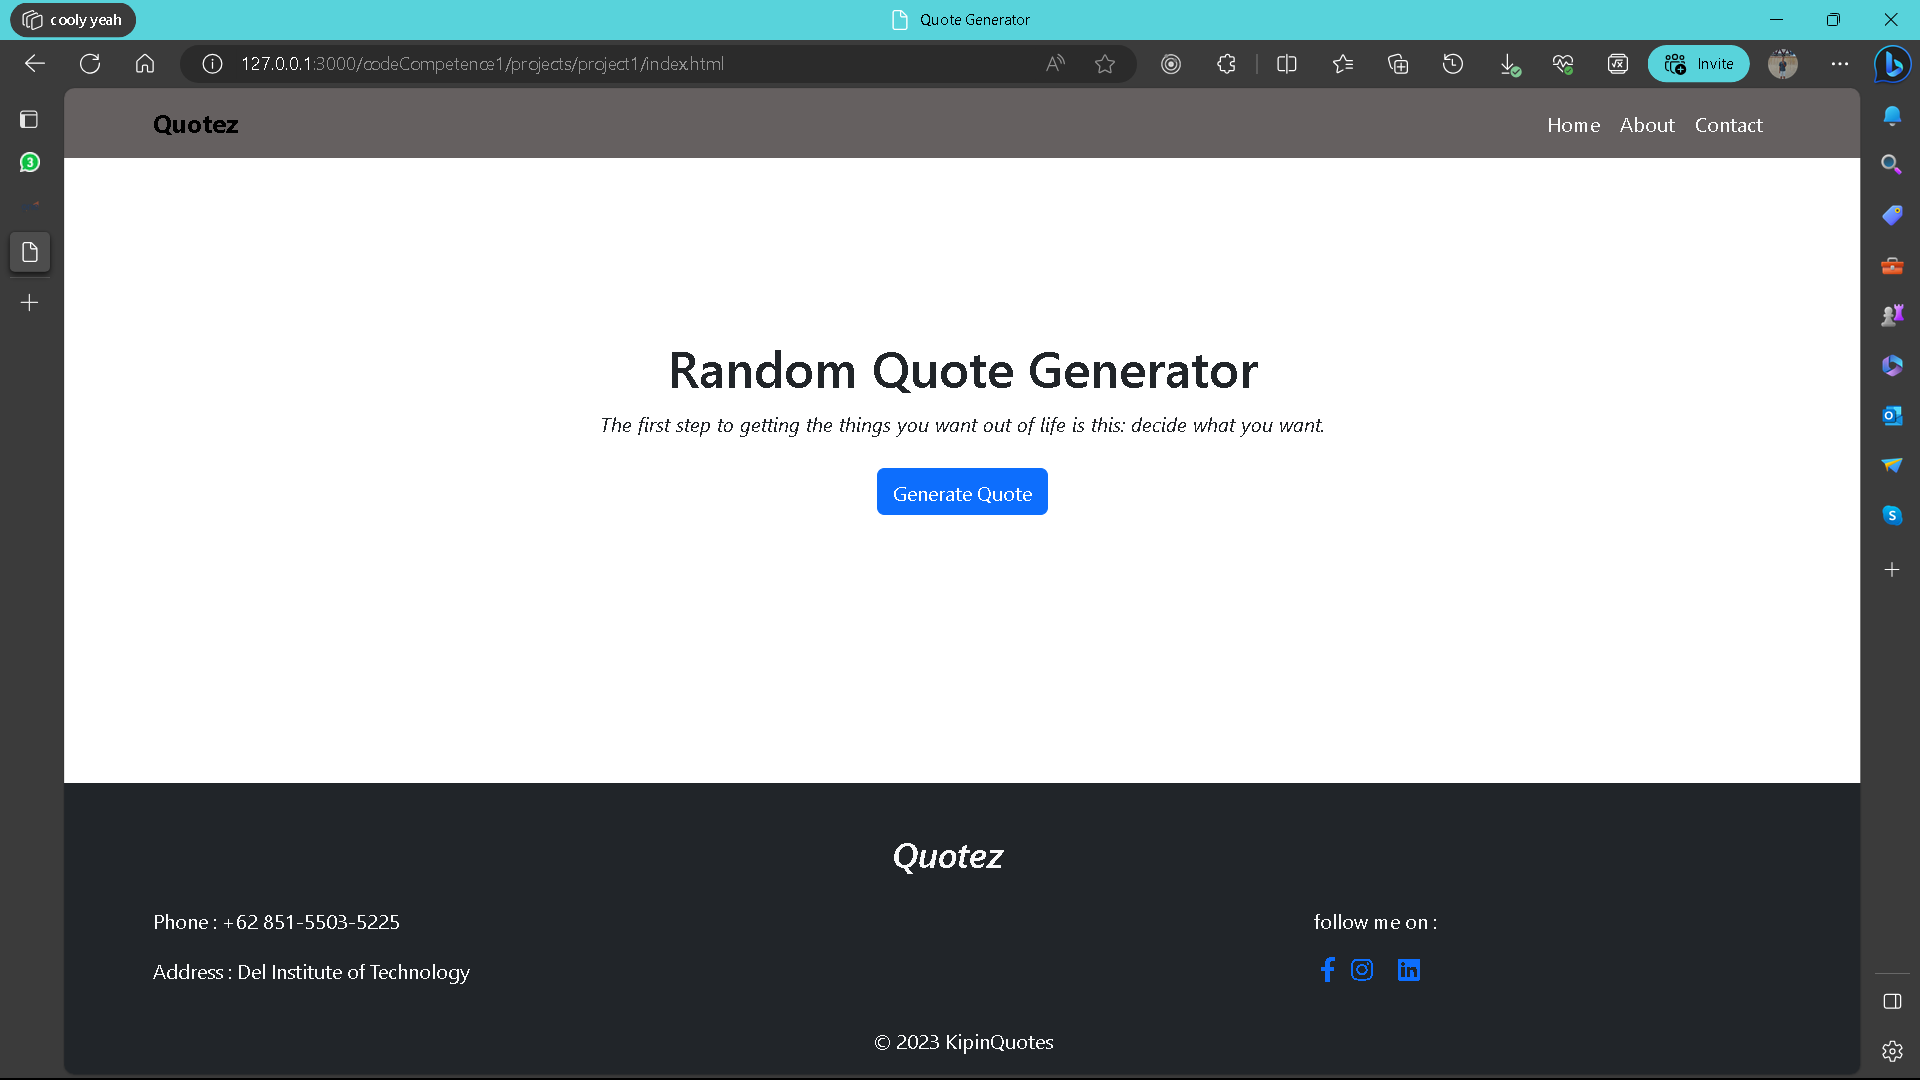 cooly yeah
Quote Generator
127.0.0.1:3000/codeCompetence1/projects/project1/index.html
Invite
3
Quotez
Home About Contact
Random Quote Generator
The first step to getting the things you want out of life is this: decide what you want.
Generate Quote
Quotez
Phone : +62 851-5503-5225
follow me on :
Address : Del Institute of Technology
© 2023 KipinQuotes